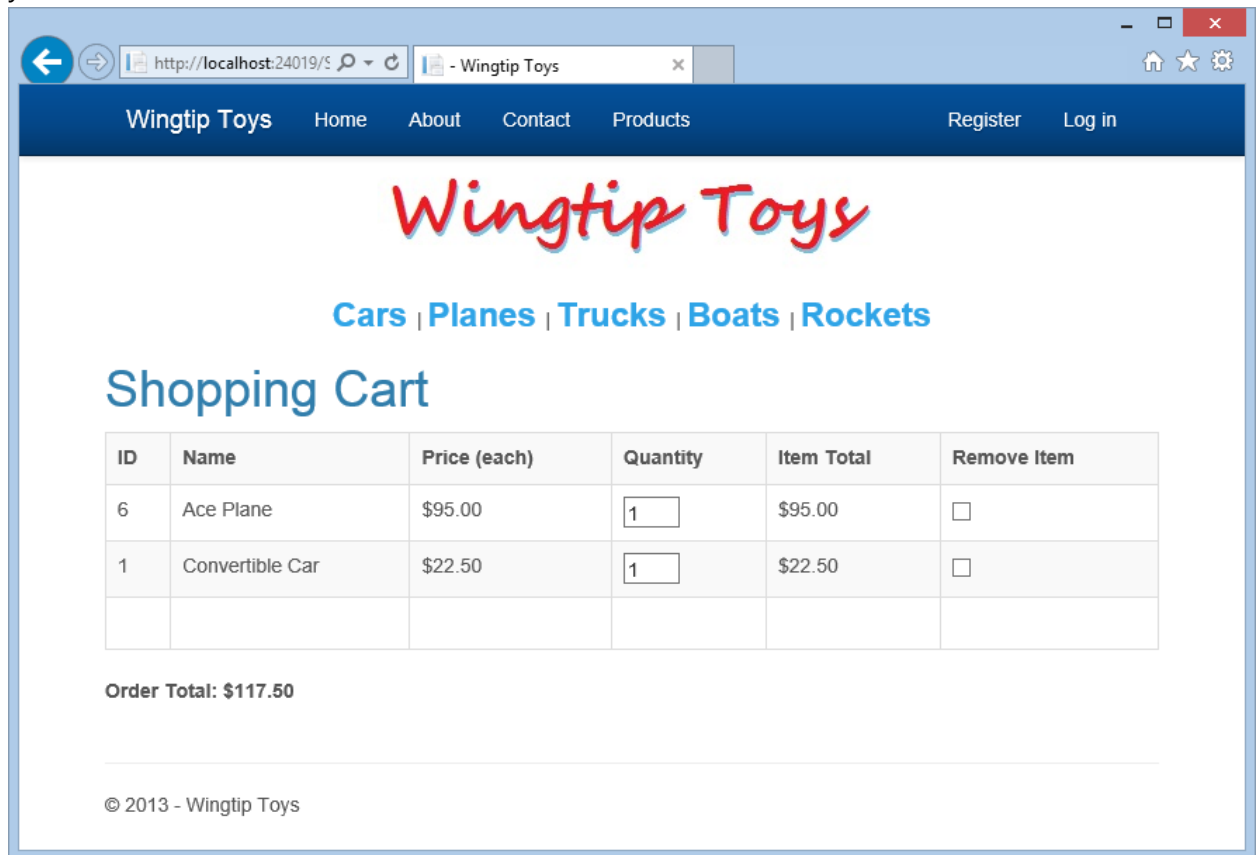 http://localhost:24019/S
- Wingtip Toys
Wingtip Toys Home About Contact Products Register Log in
Wingtip Toys
Cars | Planes | Trucks | Boats | Rockets
Shopping Cart
ID Name Price (each) Quantity Item Total Remove Item
6 Ace Plane $95.00 1 $95.00
1 Convertible Car $22.50 1 $22.50
Order Total: $117.50
© 2013 - Wingtip Toys